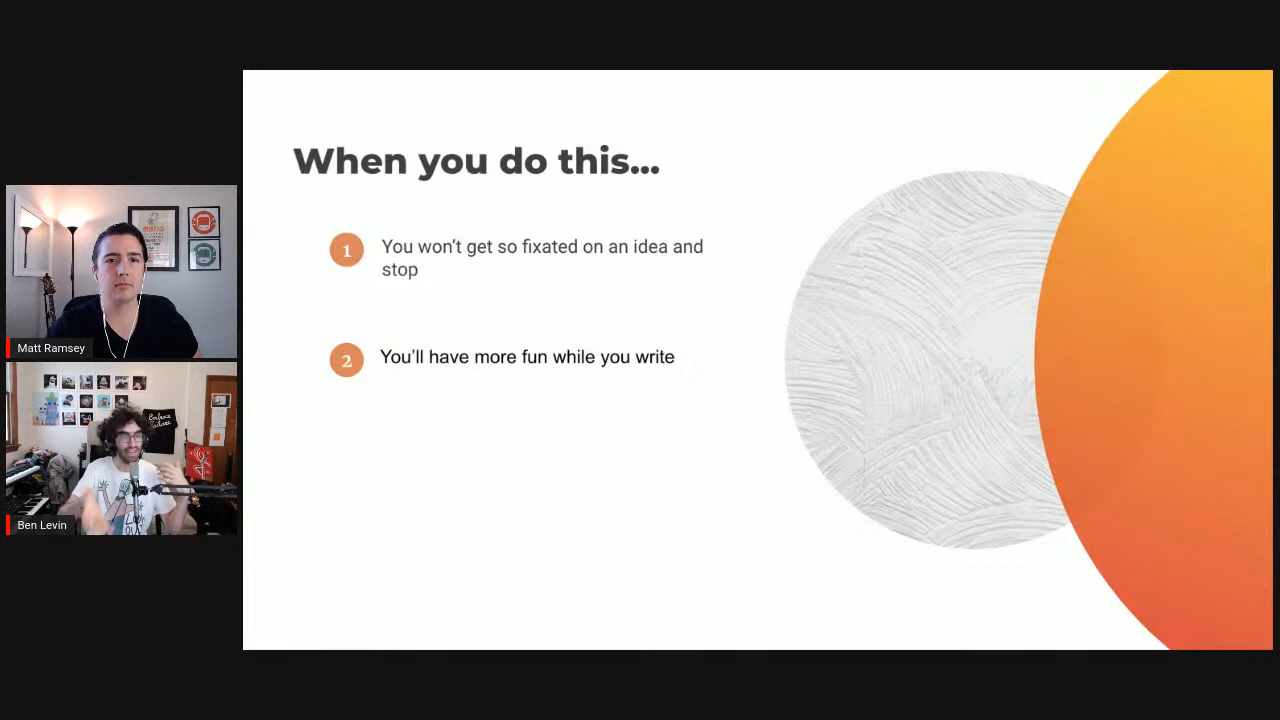 When you do this...
1
You won't get so fixated on an idea and
stop
2
You'll have more fun while you write
Matt Ramsey
Ben Levin
Embrace